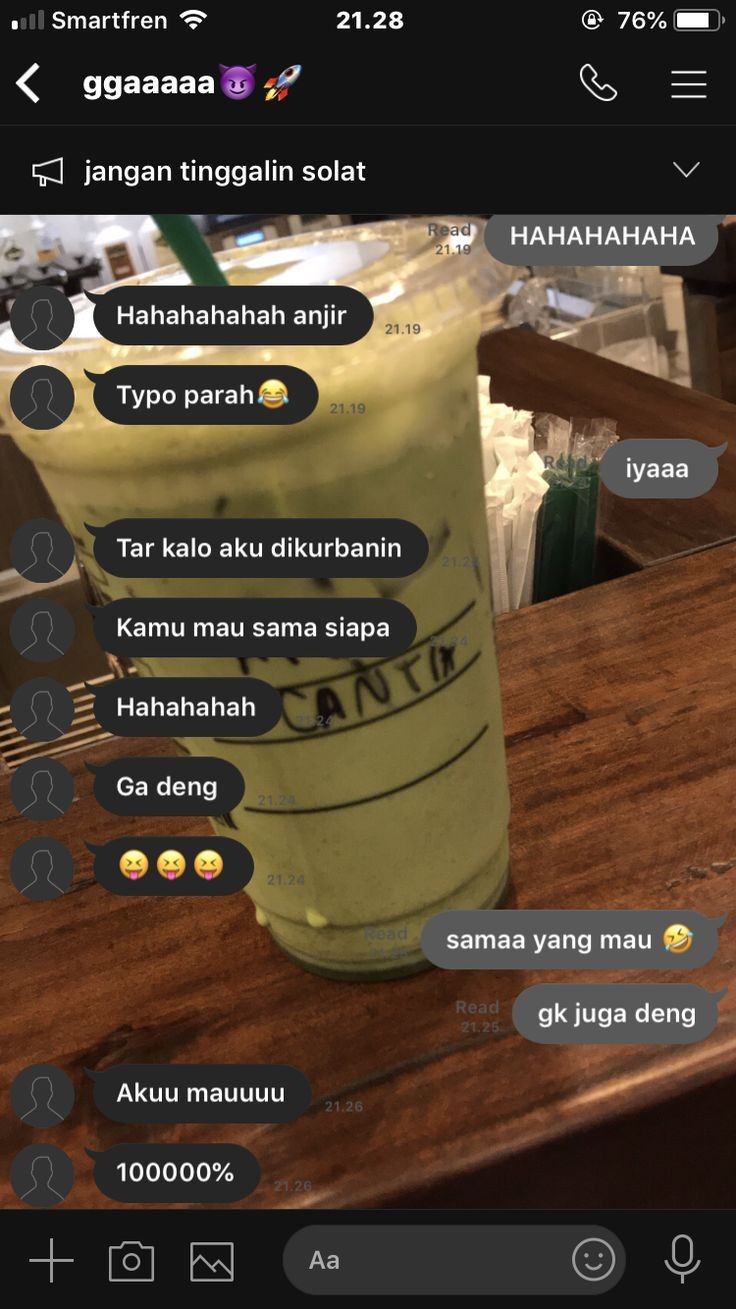 Smartfren 21.28 76%
ggaaaaa😈🚀
jangan tinggalin solat
Read
21.19
HAHAHAHAHA
Hahahahahah anjir
21.19
Typo parah😂
21.19
Read
iyaaa
Tar kalo aku dikurbanin
Kamu mau sama siapa
CANTIK
Hahahahah
21.24
Ga deng
21.24
😝😝😝
21.24
Read
samaa yang mau 🤣
Read
21.25
gk juga deng
Akuu mauuuu
21.26
100000%
21.26
Aa